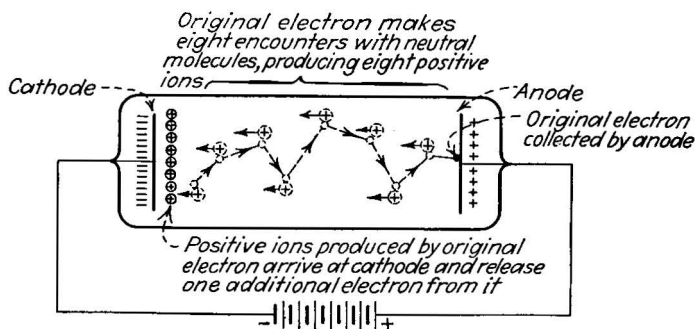 Original electron makes
eight encounters with neutral
molecules, producing eight positive
ions
Cathode
Anode
Original electron
collected by anode
Positive ions produced by original
electron arrive at cathode and release
one additional electron from it
- +